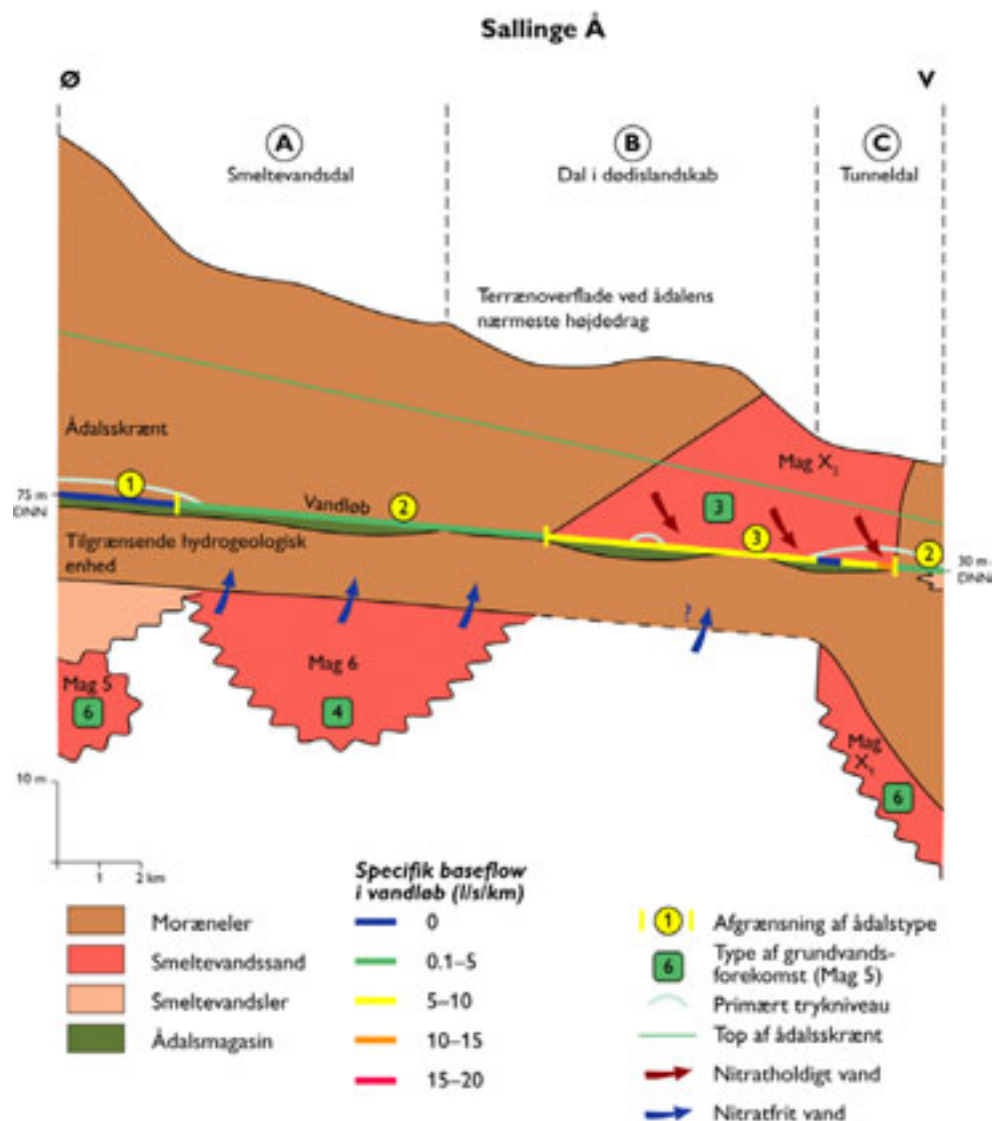 Sallinge Å
Ø
V
A
B
C
Smeltevandsdal
Dal i dødislandskab
Tunneldal
Terrænoverflade ved ådalens
nærmeste højdedrag
Ådalsskrænt
Mag X₃
1
75 m
DNN
Vandløb
2
3
3
2
Tilgrænsende hydrogeologisk
enhed
30 m
DNN
?
Mag 6
4
Mag 5
6
Mag
6
10 m
1
2 km
Specifik baseflow
i vandløb (l/s/km)
0
0.1–5
5–10
10–15
15–20
Moræneler
Smeltevandssand
Smeltevandsler
Ådalsmagasin
1
Afgrænsning af ådalstype
6
Type af grundvands-
forekomst (Mag 5)
Primært trykniveau
Top af ådalsskrænt
Nitratholdigt vand
Nitratfrit vand